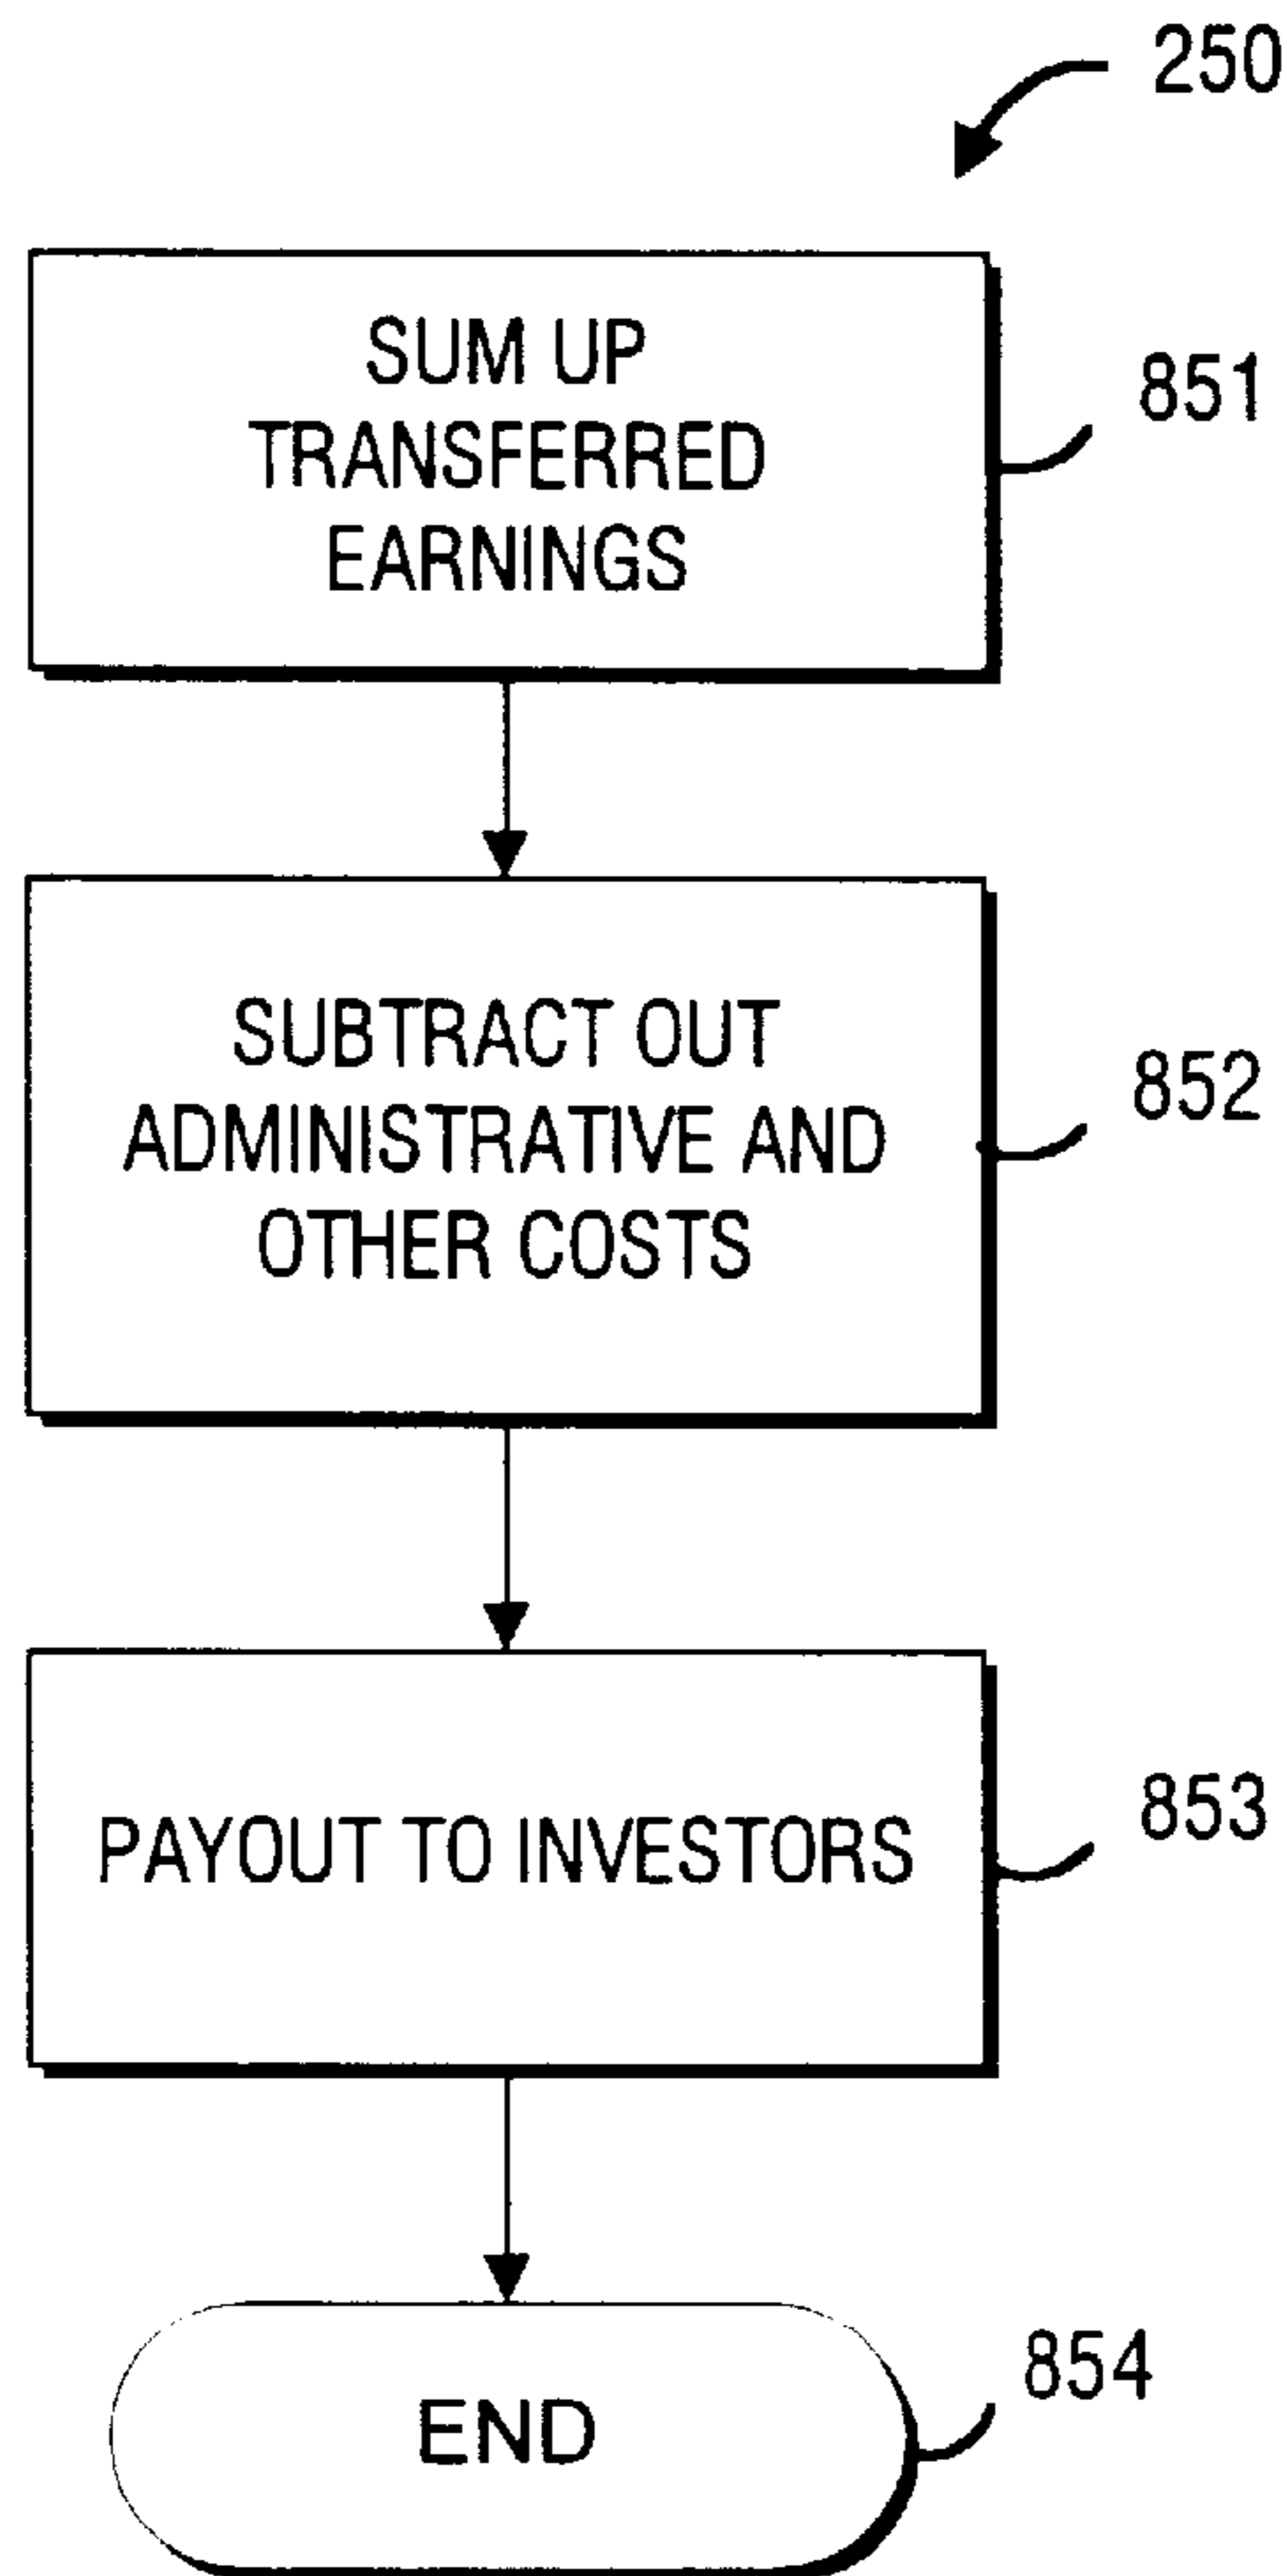 250
SUM UP
TRANSFERRED
EARNINGS
851
SUBTRACT OUT
ADMINISTRATIVE AND
OTHER COSTS
852
PAYOUT TO INVESTORS
853
END
854